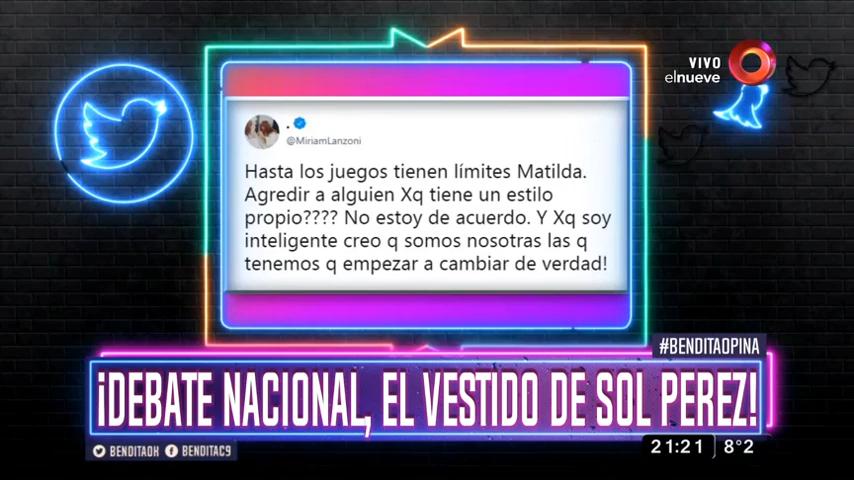 VIVO
elnueve
.
@MiriamLanzoni
Hasta los juegos tienen límites Matilda.
Agredir a alguien Xq tiene un estilo
propio???? No estoy de acuerdo. Y Xq soy
inteligente creo q somos nosotras las q
tenemos q empezar a cambiar de verdad!
#BENDITAOPINA
¡DEBATE NACIONAL, EL VESTIDO DE SOL PEREZ!
BENDITAOK BENDITAC9
21:21 8°2